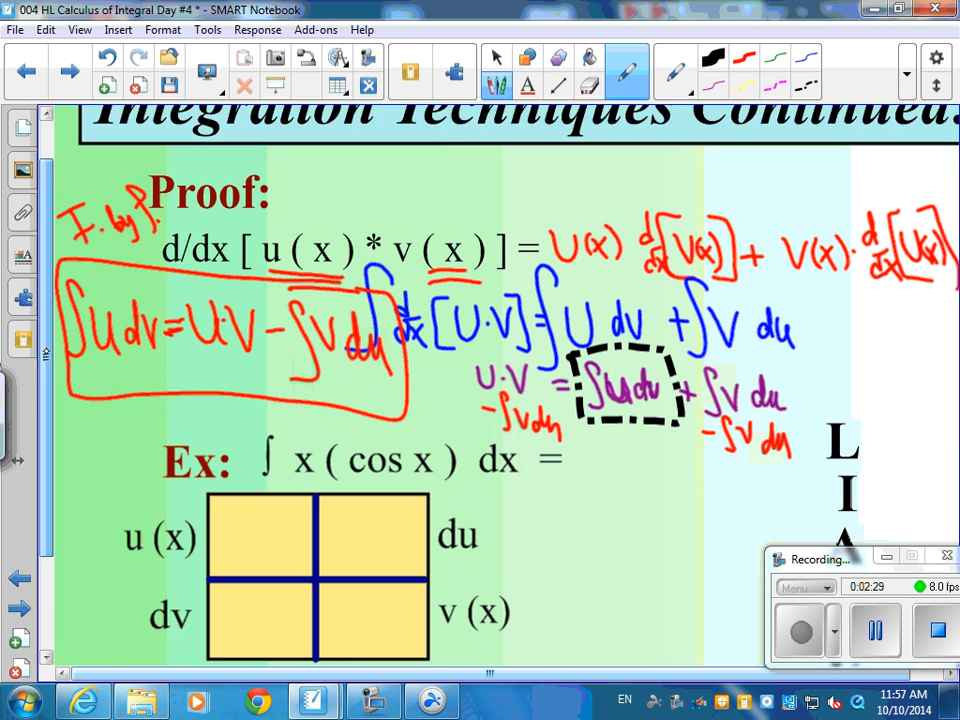 004 HL Calculus of Integral Day #4 * - SMART Notebook
File Edit View Insert Format Tools Response Add-ons Help
Integration Techniques Continued.
Proof:
I. by P.
d/dx [ u ( x ) * v ( x ) ] = U(x) d/dx [V(x)] + V(x) · d/dx [U(x)]
∫ U dV = U·V - ∫ V du
∫ d/dx [U·V] = ∫ U dV + ∫ V du
U·V = ∫ U dv + ∫ V du
- ∫ V du - ∫ V du
Ex: ∫ x ( cos x ) dx =
L
I
A
u (x) du
dv v (x)
Recording...
Menu 0:02:29 8.0 fps
EN 11:57 AM
10/10/2014